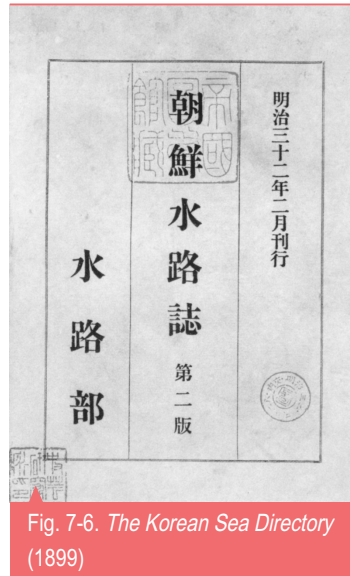 明治三十二年二月刊行
朝鮮水路誌 第二版
水路部
Fig. 7-6. The Korean Sea Directory
(1899)